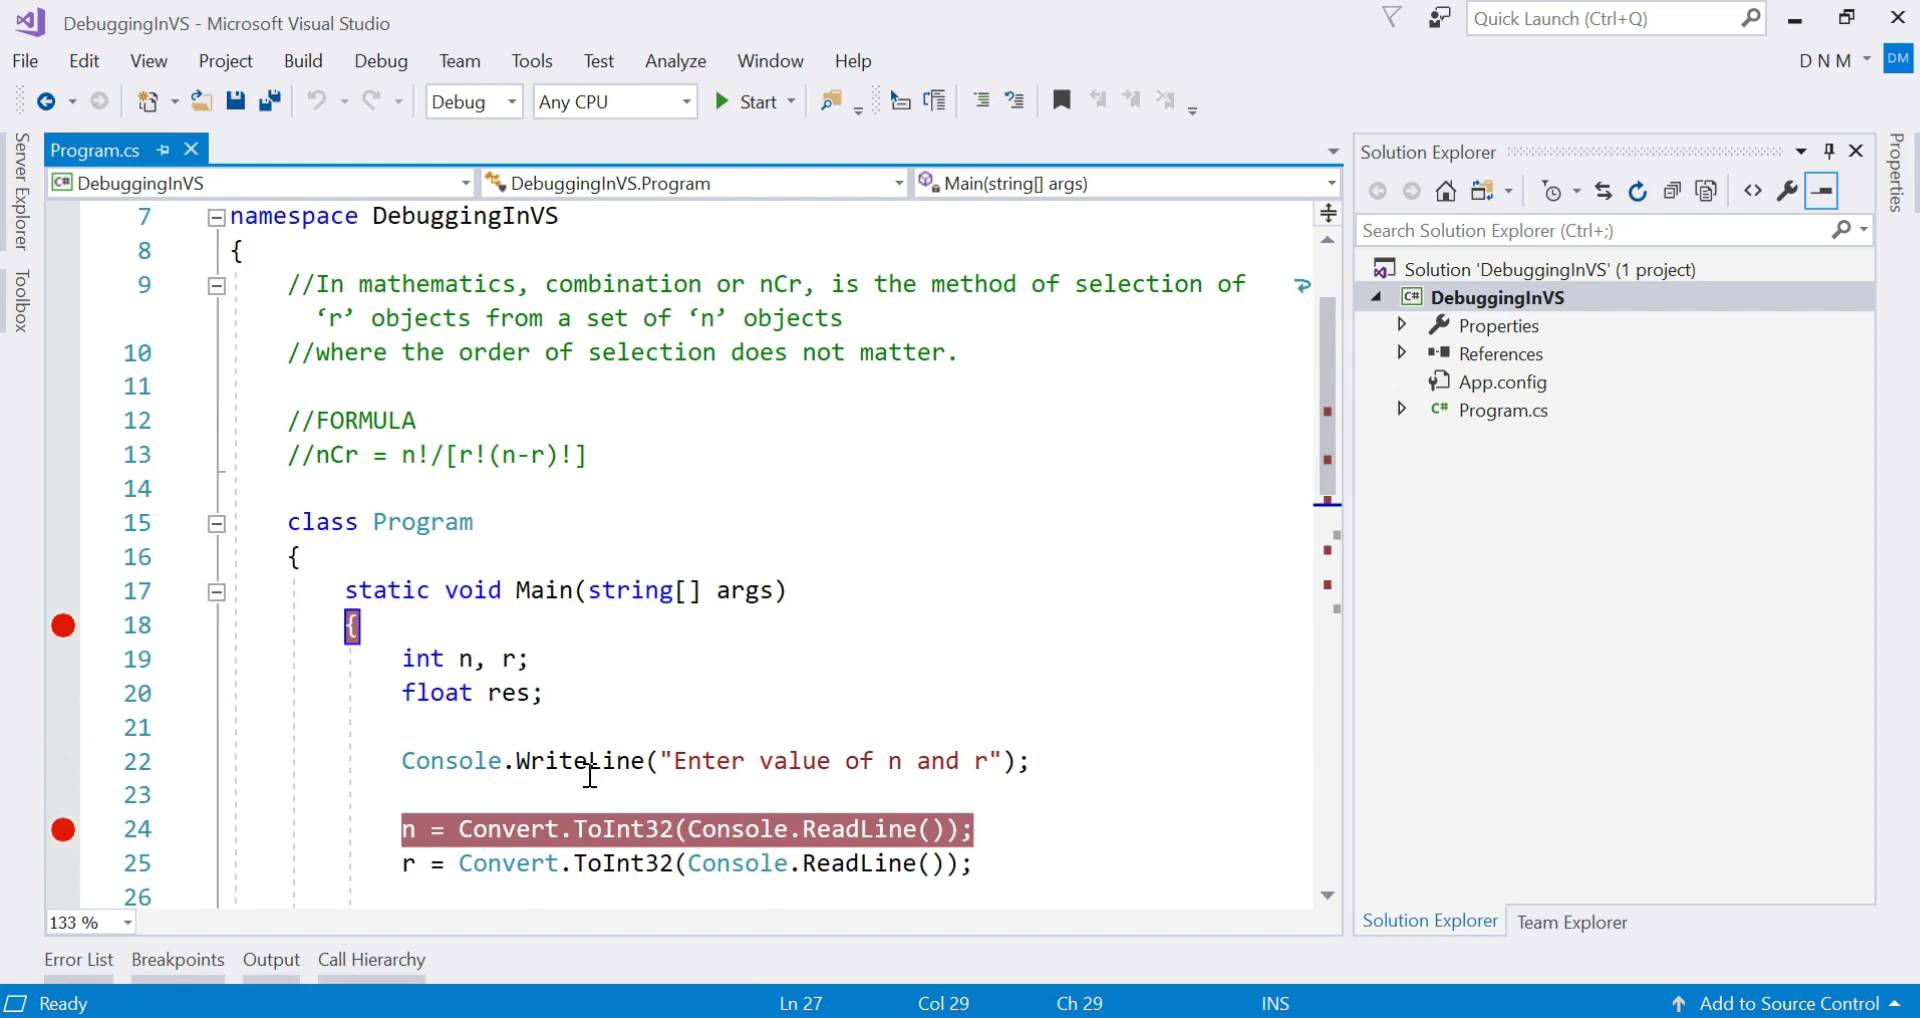 DebuggingInVS - Microsoft Visual Studio
Quick Launch (Ctrl+Q)
File Edit View Project Build Debug Team Tools Test Analyze Window Help
D N M DM
Debug Any CPU Start
Server Explorer
Toolbox
Program.cs
C# DebuggingInVS DebuggingInVS.Program Main(string[] args)
7 namespace DebuggingInVS
8 {
9 //In mathematics, combination or nCr, is the method of selection of
‘r’ objects from a set of ‘n’ objects
10 //where the order of selection does not matter.
11
12 //FORMULA
13 //nCr = n!/[r!(n-r)!]
14
15 class Program
16 {
17 static void Main(string[] args)
18 {
19 int n, r;
20 float res;
21
22 Console.WriteLine("Enter value of n and r");
23
24 n = Convert.ToInt32(Console.ReadLine());
25 r = Convert.ToInt32(Console.ReadLine());
26
133 %
Solution Explorer
Search Solution Explorer (Ctrl+;)
Solution 'DebuggingInVS' (1 project)
C# DebuggingInVS
Properties
References
App.config
C# Program.cs
Solution Explorer Team Explorer
Properties
Error List Breakpoints Output Call Hierarchy
Ready Ln 27 Col 29 Ch 29 INS Add to Source Control